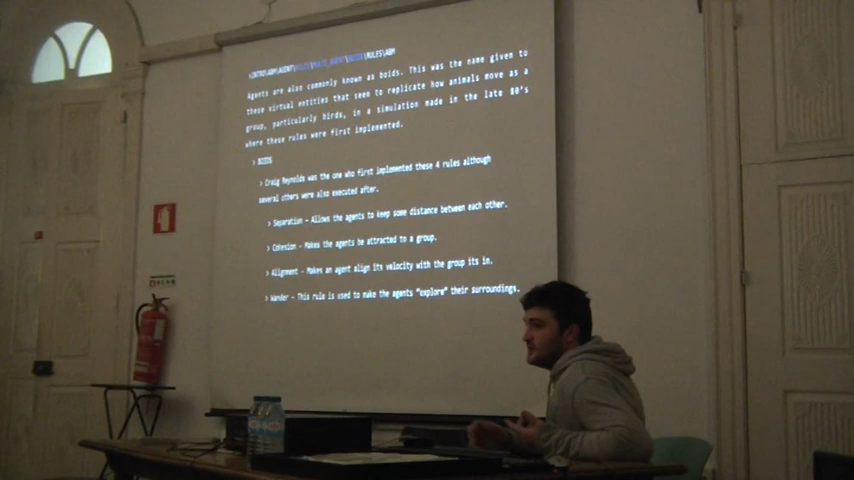 \INTRO\ABM\AGENT\RULES\MULTI_AGENT\BOIDS\RULES\ABM
Agents are also commonly known as boids. This was the name given to
these virtual entities that seem to replicate how animals move as a
group, particularly birds, in a simulation made in the late 80's
where these rules were first implemented.
> BOIDS
> Craig Reynolds was the one who first implemented these 4 rules although
several others were also executed after.
> Separation – Allows the agents to keep some distance between each other.
> Cohesion – Makes the agents be attracted to a group.
> Alignment – Makes an agent align its velocity with the group its in.
> Wander – This rule is used to make the agents "explore" their surroundings.